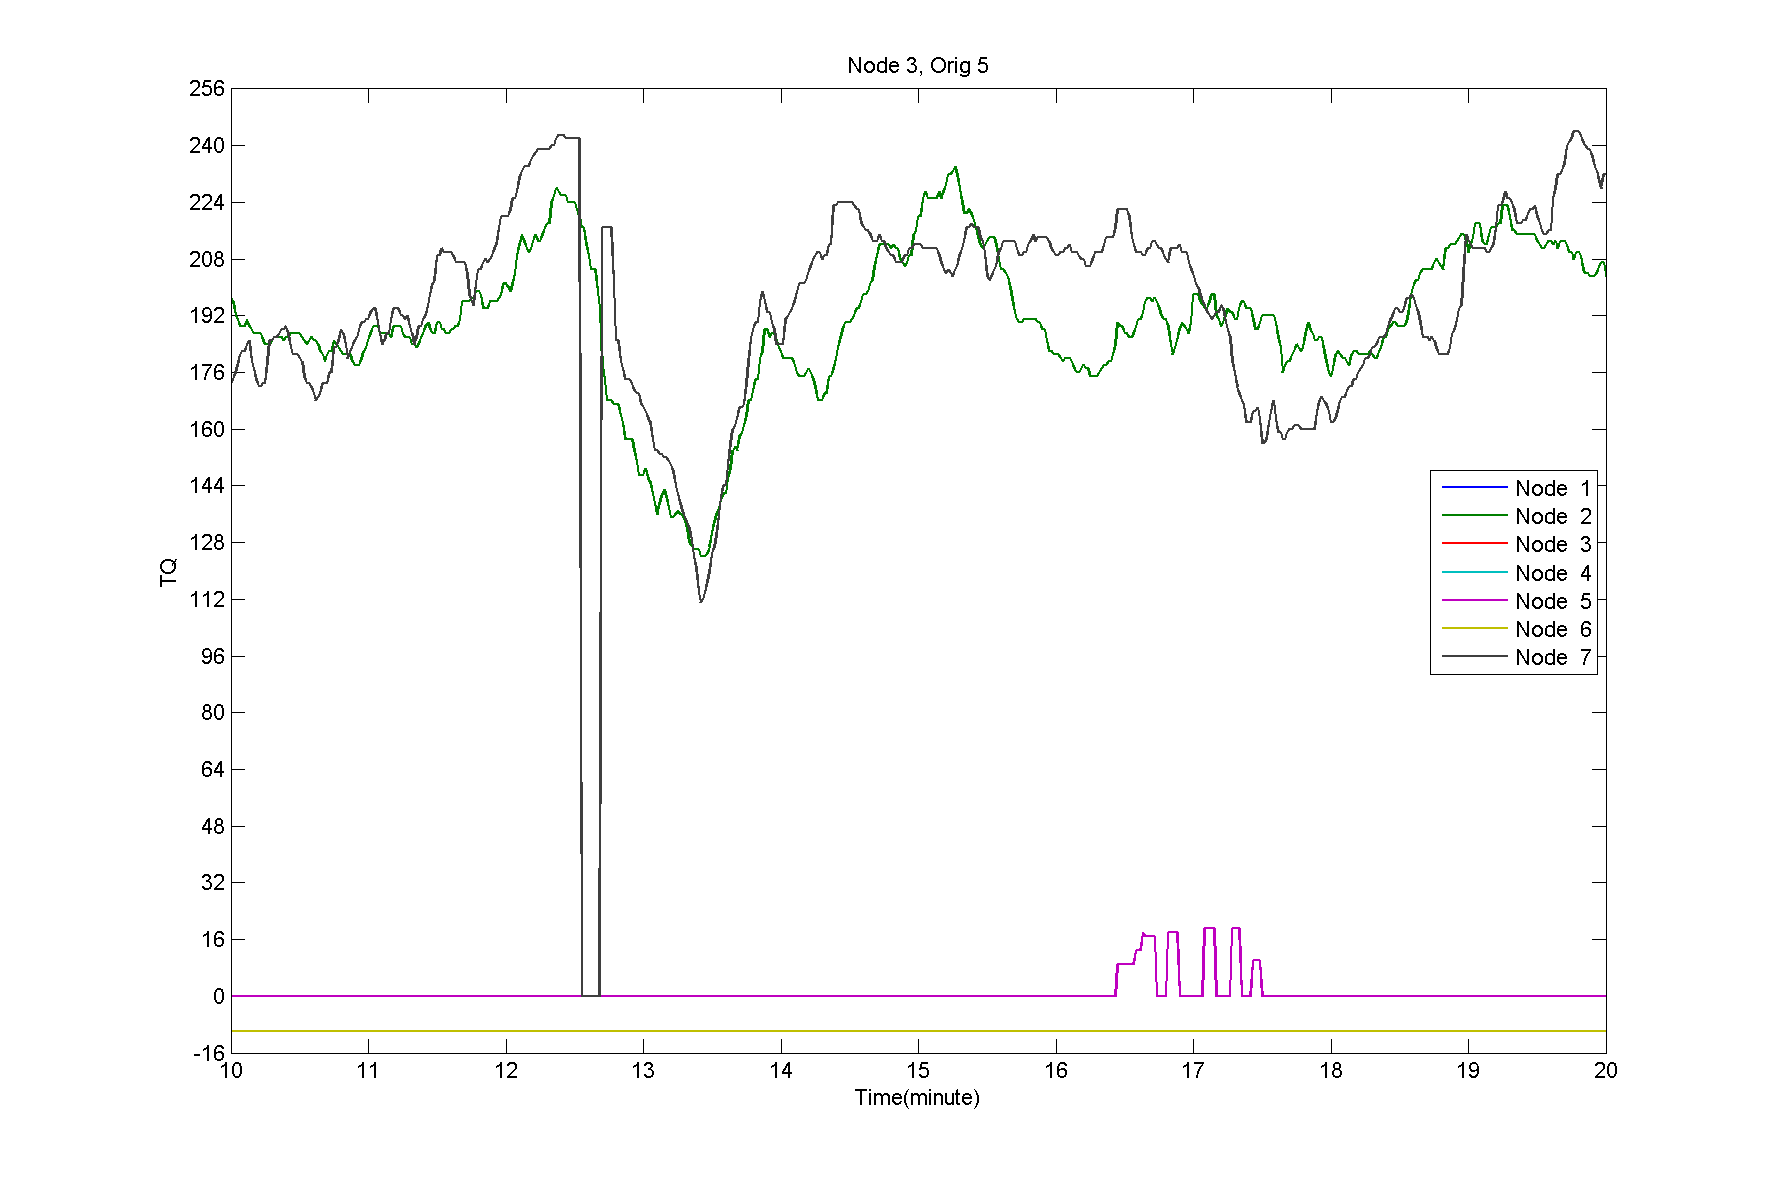 Node 3, Orig 5
256
240
224
208
192
176
160
144
128
112
96
80
64
48
32
16
0
-16
TQ
Node 1
Node 2
Node 3
Node 4
Node 5
Node 6
Node 7
10 11 12 13 14 15 16 17 18 19 20
Time(minute)